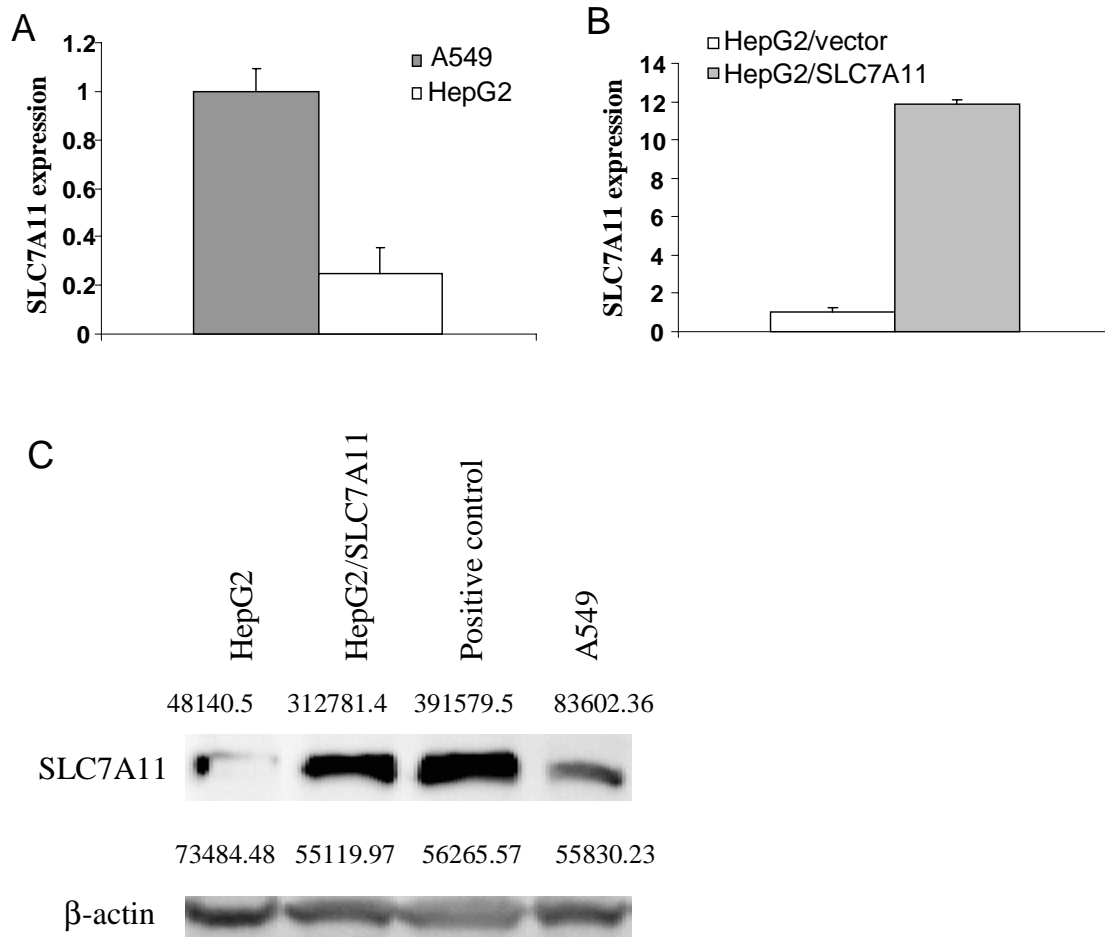 A
1.2
1
0.8
0.6
0.4
0.2
0
SLC7A11 expression
A549
HepG2
B
HepG2/vector
HepG2/SLC7A11
14
12
10
8
6
4
2
0
SLC7A11 expression
C
HepG2
HepG2/SLC7A11
Positive control
A549
48140.5 312781.4 391579.5 83602.36
SLC7A11
73484.48 55119.97 56265.57 55830.23
β-actin